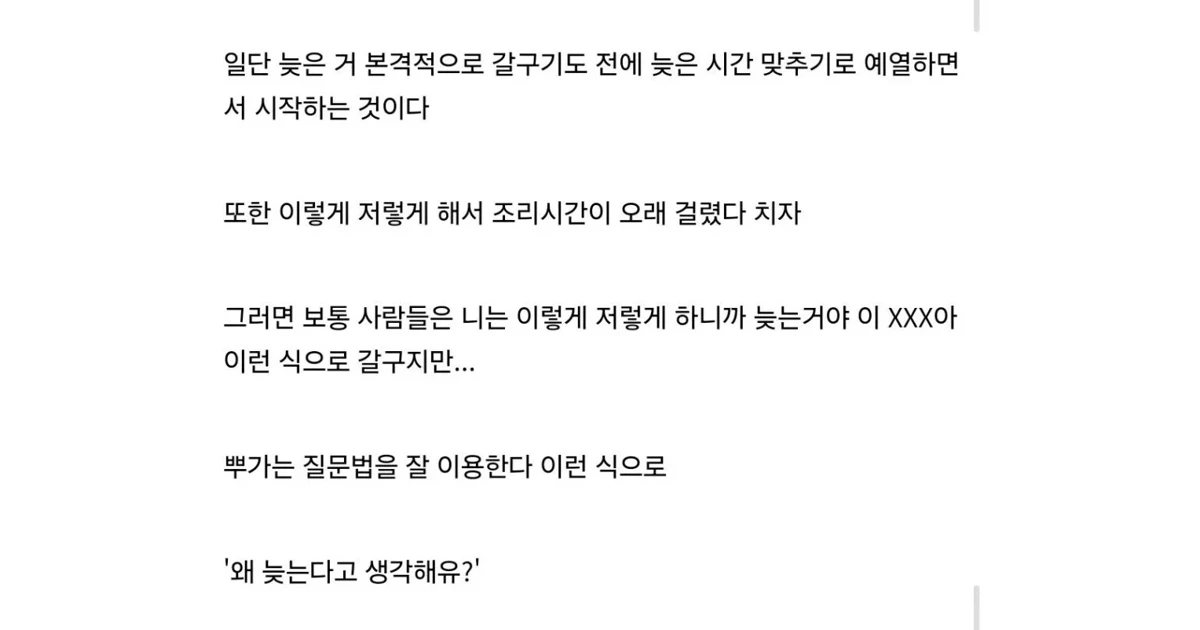 일단 늦은 거 본격적으로 갈구기도 전에 늦은 시간 맞추기로 예열하면
서 시작하는 것이다
또한 이렇게 저렇게 해서 조리시간이 오래 걸렸다 치자
그러면 보통 사람들은 니는 이렇게 저렇게 하니까 늦는거야 이 XXX아
이런 식으로 갈구지만...
뿌가는 질문법을 잘 이용한다 이런 식으로
'왜 늦는다고 생각해유?'